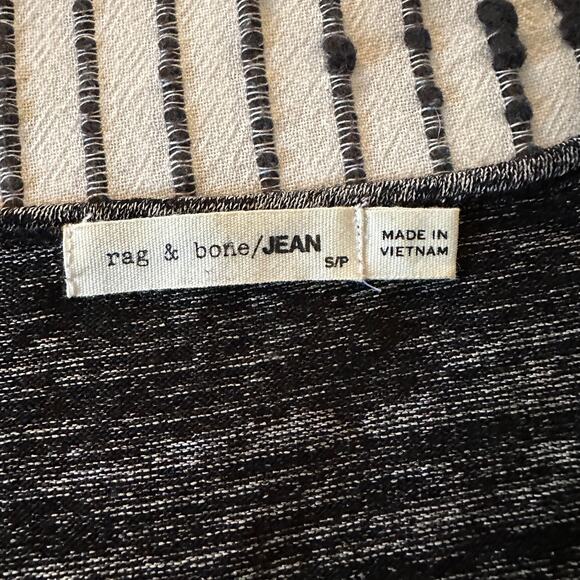 rag & bone/JEAN
S/P
MADE IN
VIETNAM